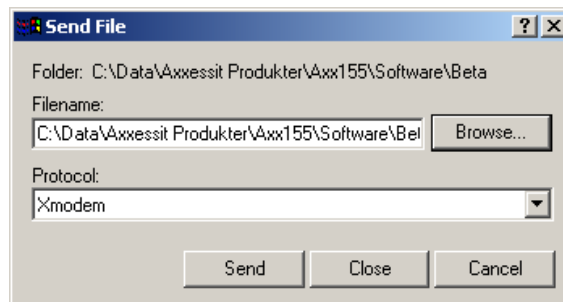 Send File
Folder: C:\Data\Axxessit Produkter\Axx155\Software\Beta
Filename:
C:\Data\Axxessit Produkter\Axx155\Software\Bet
Browse...
Protocol:
Xmodem
Send Close Cancel